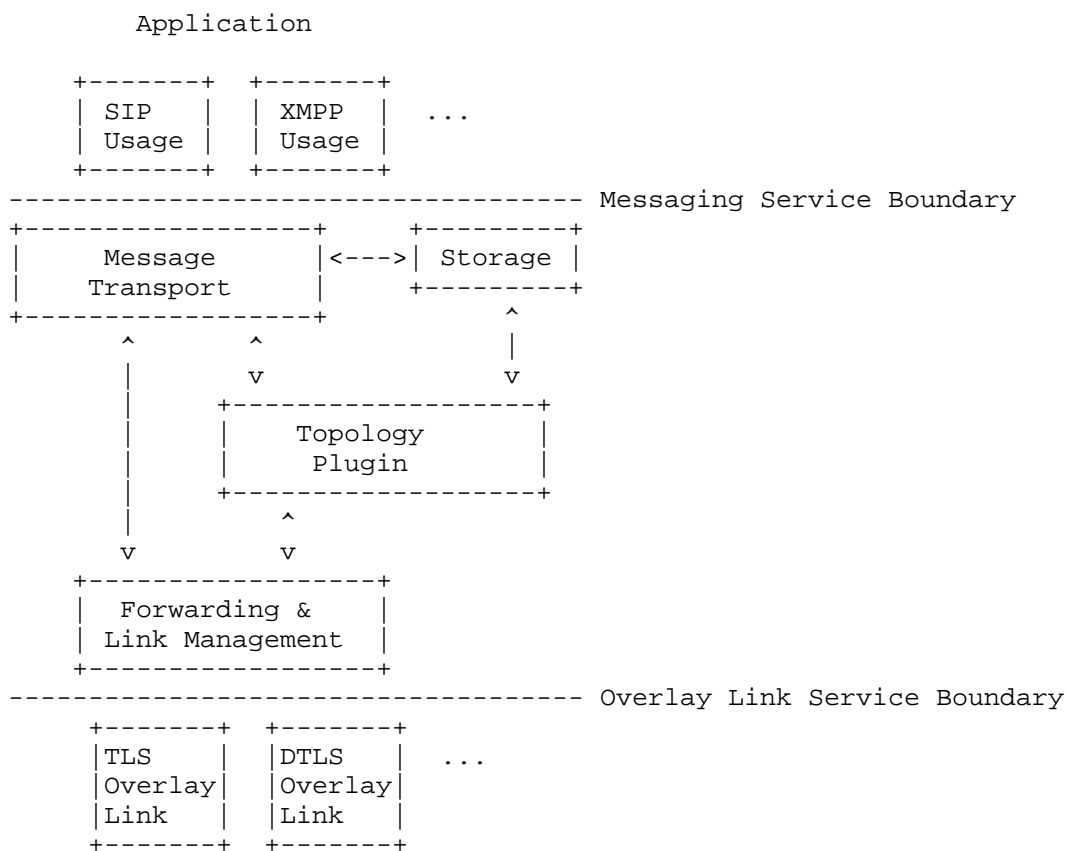 Application
SIP XMPP ...
Usage Usage
Messaging Service Boundary
Message <---> Storage
Transport
Topology
Plugin
Forwarding &
Link Management
Overlay Link Service Boundary
TLS DTLS ...
Overlay Overlay
Link Link